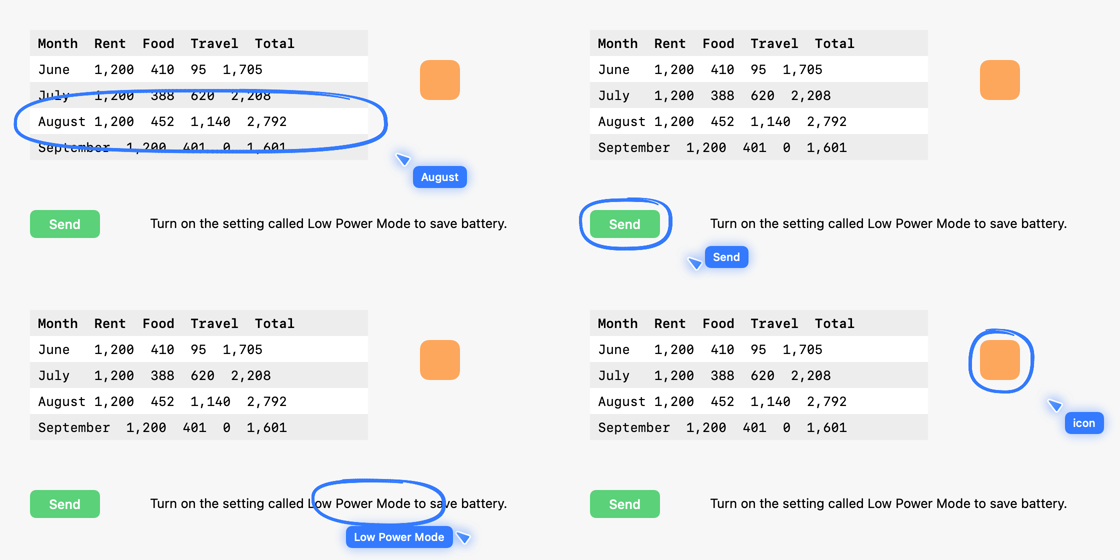 Month Rent Food Travel Total
June 1,200 410 95 1,705
July 1,200 388 620 2,208
August 1,200 452 1,140 2,792
September 1,200 401 0 1,601
August
Send Turn on the setting called Low Power Mode to save battery.
Month Rent Food Travel Total
June 1,200 410 95 1,705
July 1,200 388 620 2,208
August 1,200 452 1,140 2,792
September 1,200 401 0 1,601
Send Turn on the setting called Low Power Mode to save battery.
Send
Month Rent Food Travel Total
June 1,200 410 95 1,705
July 1,200 388 620 2,208
August 1,200 452 1,140 2,792
September 1,200 401 0 1,601
Send Turn on the setting called Low Power Mode to save battery.
Low Power Mode
Month Rent Food Travel Total
June 1,200 410 95 1,705
July 1,200 388 620 2,208
August 1,200 452 1,140 2,792
September 1,200 401 0 1,601
icon
Send Turn on the setting called Low Power Mode to save battery.